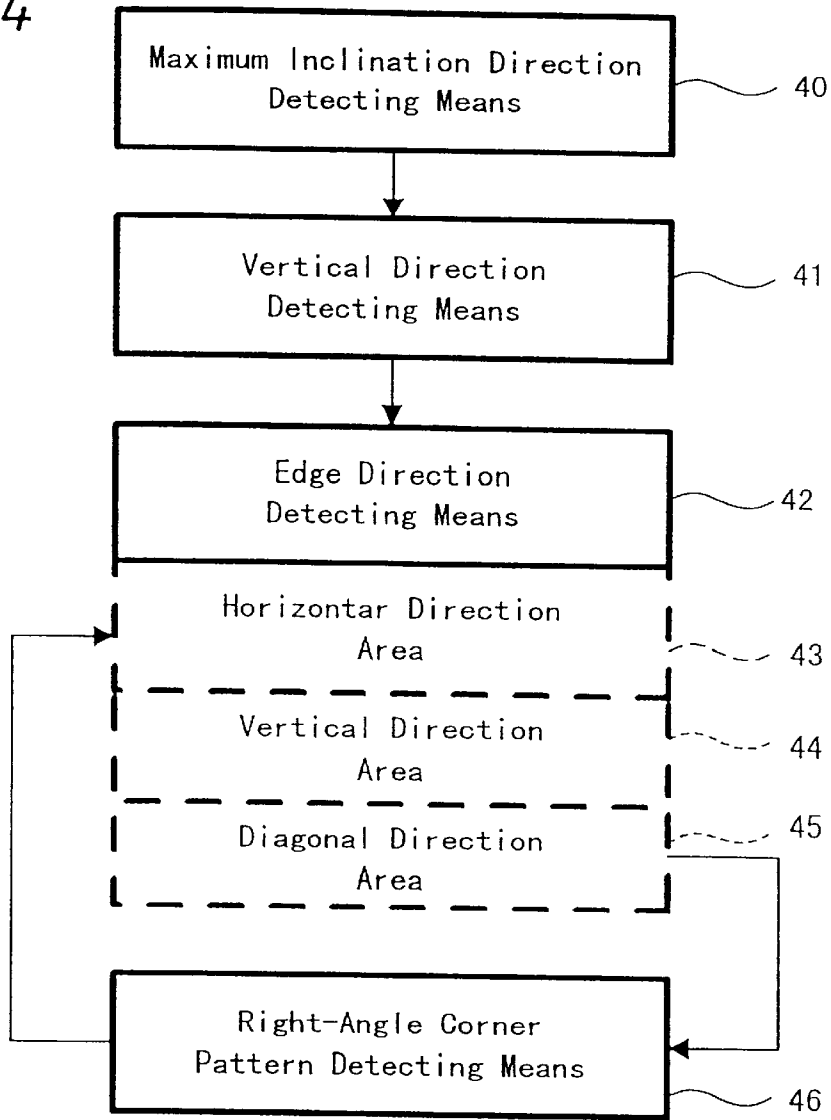 4
Maximum Inclination Direction
Detecting Means
40
Vertical Direction
Detecting Means
41
Edge Direction
Detecting Means
42
Horizontar Direction
Area
43
Vertical Direction
Area
44
Diagonal Direction
Area
45
Right-Angle Corner
Pattern Detecting Means
46